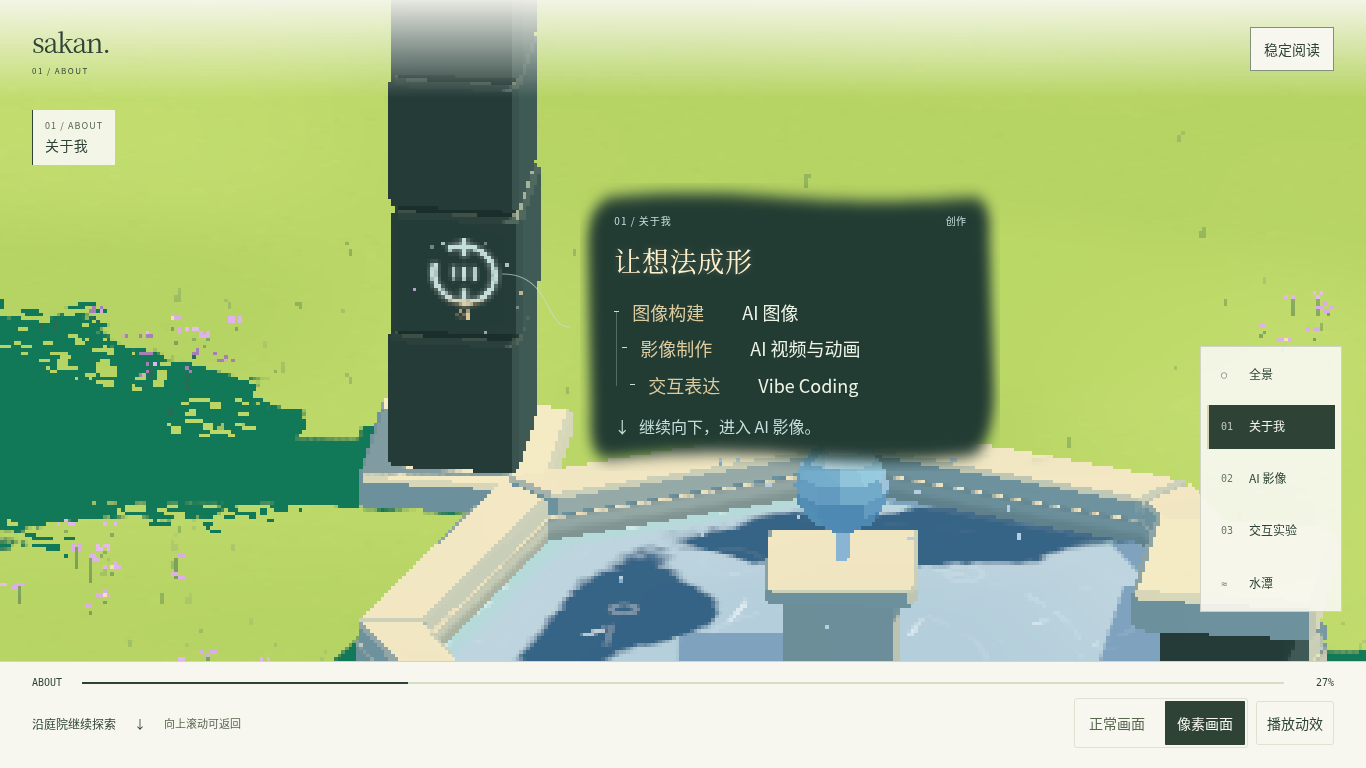 sakan.
01 / ABOUT
稳定阅读
01 / ABOUT
关于我
01 / 关于我 创作
让想法成形
图像构建 AI 图像
影像制作 AI 视频与动画
交互表达 Vibe Coding
↓ 继续向下，进入 AI 影像。
○ 全景
01 关于我
02 AI 影像
03 交互实验
≈ 水潭
ABOUT 27%
沿庭院继续探索 ↓ 向上滚动可返回
正常画面 像素画面 播放动效